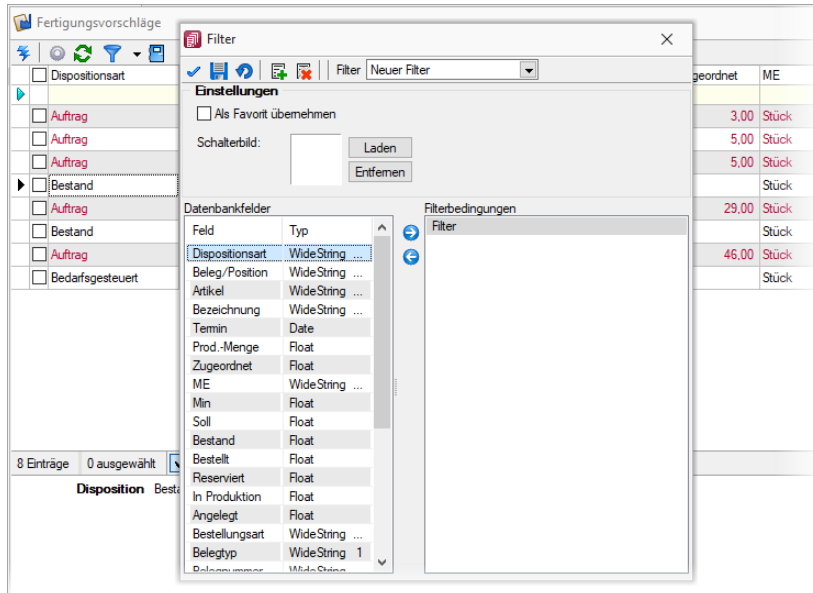 Fertigungsvorschläge
Filter
Filter Neuer Filter
Dispositionsart
geordnet ME
Einstellungen
Als Favorit übernehmen
Auftrag 3,00 Stück
Schalterbild: Laden
Auftrag 5,00 Stück
Entfernen
Auftrag 5,00 Stück
Bestand Stück
Auftrag 29,00 Stück
Bestand Stück
Auftrag 46,00 Stück
Bedarfsgesteuert Stück
Datenbankfelder Filterbedingungen
Feld Typ Filter
Dispositionsart WideString ...
Beleg/Position WideString ...
Artikel WideString ...
Bezeichnung WideString ...
Termin Date
Prod.-Menge Float
Zugeordnet Float
ME WideString ...
Min Float
Soll Float
Bestand Float
Bestellt Float
Reserviert Float
In Produktion Float
Angelegt Float
Bestellungsart WideString ...
Belegtyp WideString 1
Belegnummer WideString
8 Einträge 0 ausgewählt
Disposition Besta